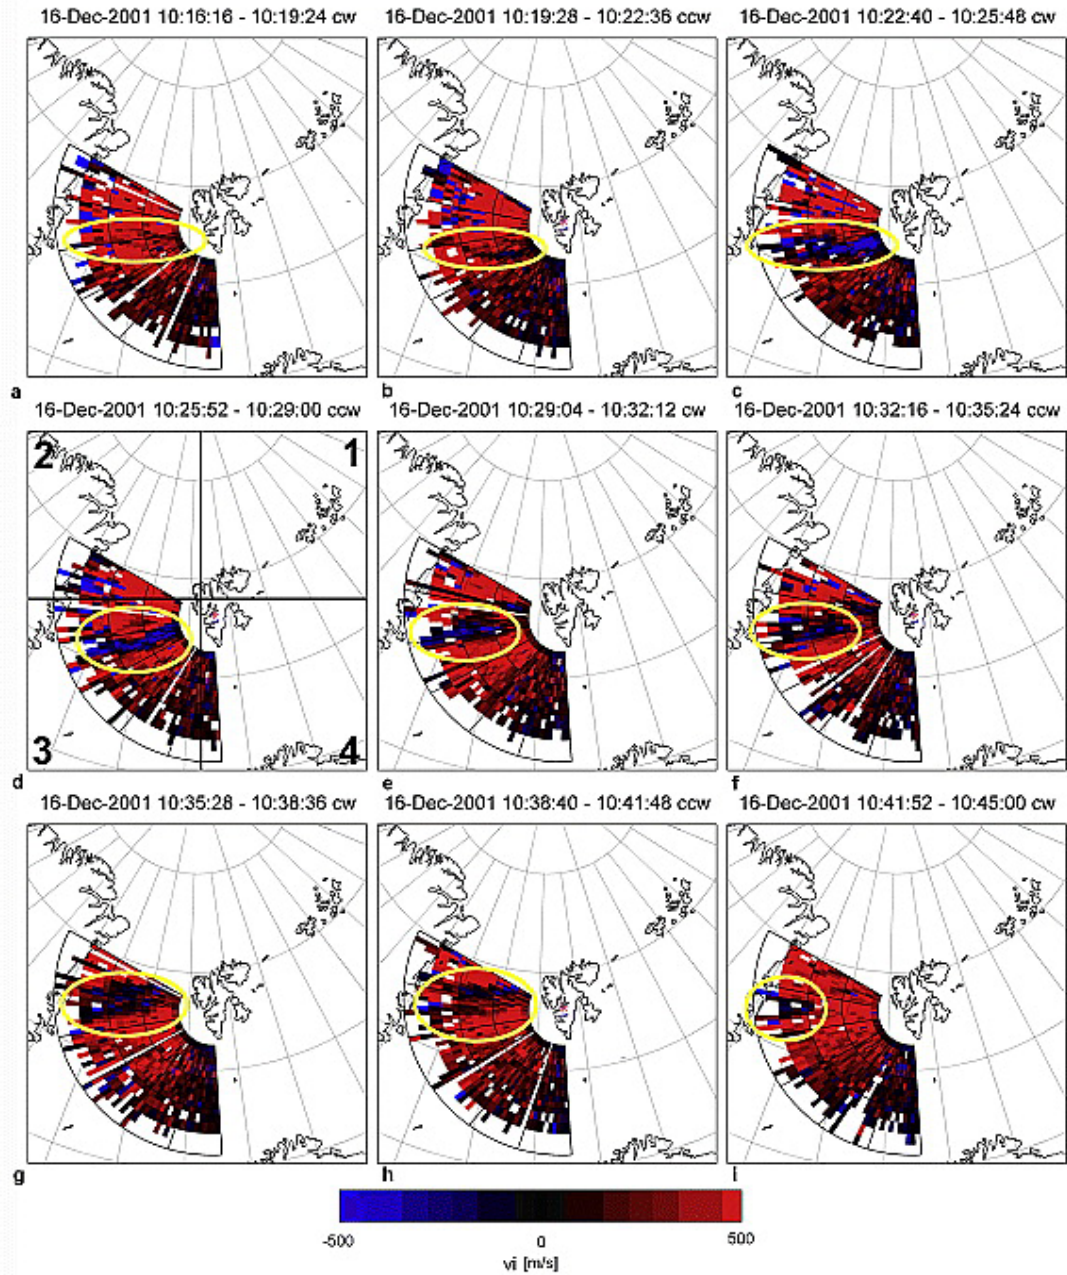 16-Dec-2001 10:16:16 - 10:19:24 cw
16-Dec-2001 10:19:28 - 10:22:36 ccw
16-Dec-2001 10:22:40 - 10:25:48 cw
a
b
c
16-Dec-2001 10:25:52 - 10:29:00 ccw
16-Dec-2001 10:29:04 - 10:32:12 cw
16-Dec-2001 10:32:16 - 10:35:24 ccw
2
1
3
4
d
e
f
16-Dec-2001 10:35:28 - 10:38:36 cw
16-Dec-2001 10:38:40 - 10:41:48 ccw
16-Dec-2001 10:41:52 - 10:45:00 cw
g
h
i
-500
0
500
vi [m/s]